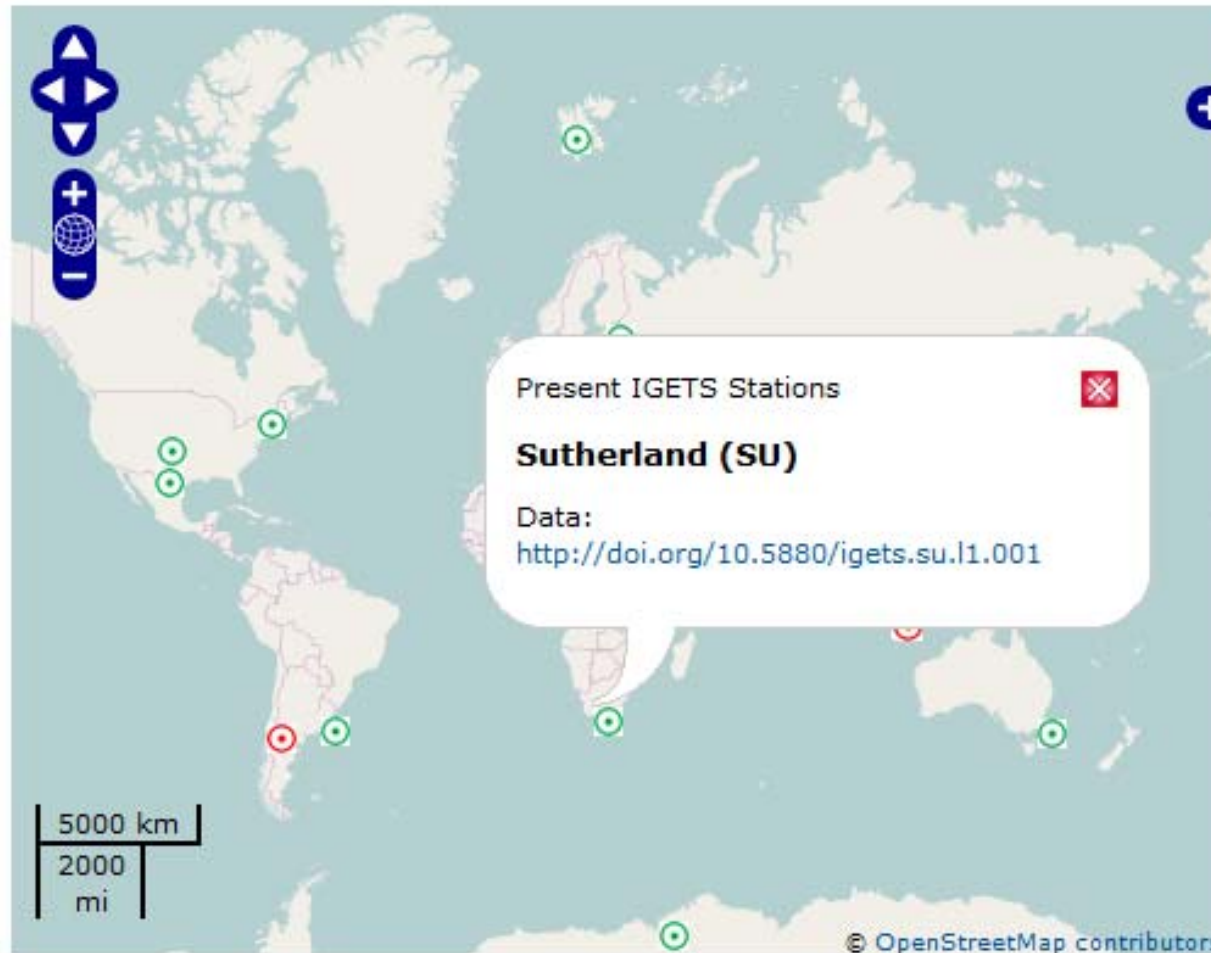 Present IGETS Stations
Sutherland (SU)
Data:
http://doi.org/10.5880/igets.su.l1.001
5000 km
2000
mi
© OpenStreetMap contributors